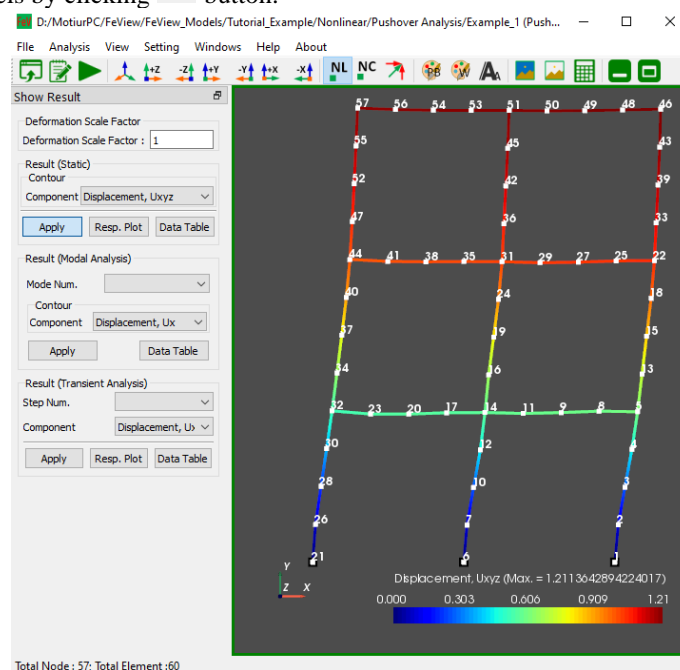 els by clicking button.
FeV D:/MotiurPC/FeView/FeView_Models/Tutorial_Example/Nonlinear/Pushover Analysis/Example_1 (Push...
File Analysis View Setting Windows Help About
+Z -Z +Y -Y +X -X NL NC PB W A
Show Result
Deformation Scale Factor
Deformation Scale Factor : 1
Result (Static)
Contour
Component Displacement, Uxyz
Apply Resp. Plot Data Table
Result (Modal Analysis)
Mode Num.
Contour
Component Displacement, Ux
Apply Data Table
Result (Transient Analysis)
Step Num.
Component Displacement, Ux
Apply Resp. Plot Data Table
57 56 54 53 51 50 49 48 46
55 45 43
52 42 39
47 36 33
44 41 38 35 31 29 27 25 22
40 24 18
37 19 15
34 16 13
32 23 20 17 14 11 9 8 5
30 12 4
28 10 3
26 7 2
21 6 1
Y
Z X
Displacement, Uxyz (Max. = 1.2113642894224017)
0.000 0.303 0.606 0.909 1.21
Total Node : 57; Total Element :60